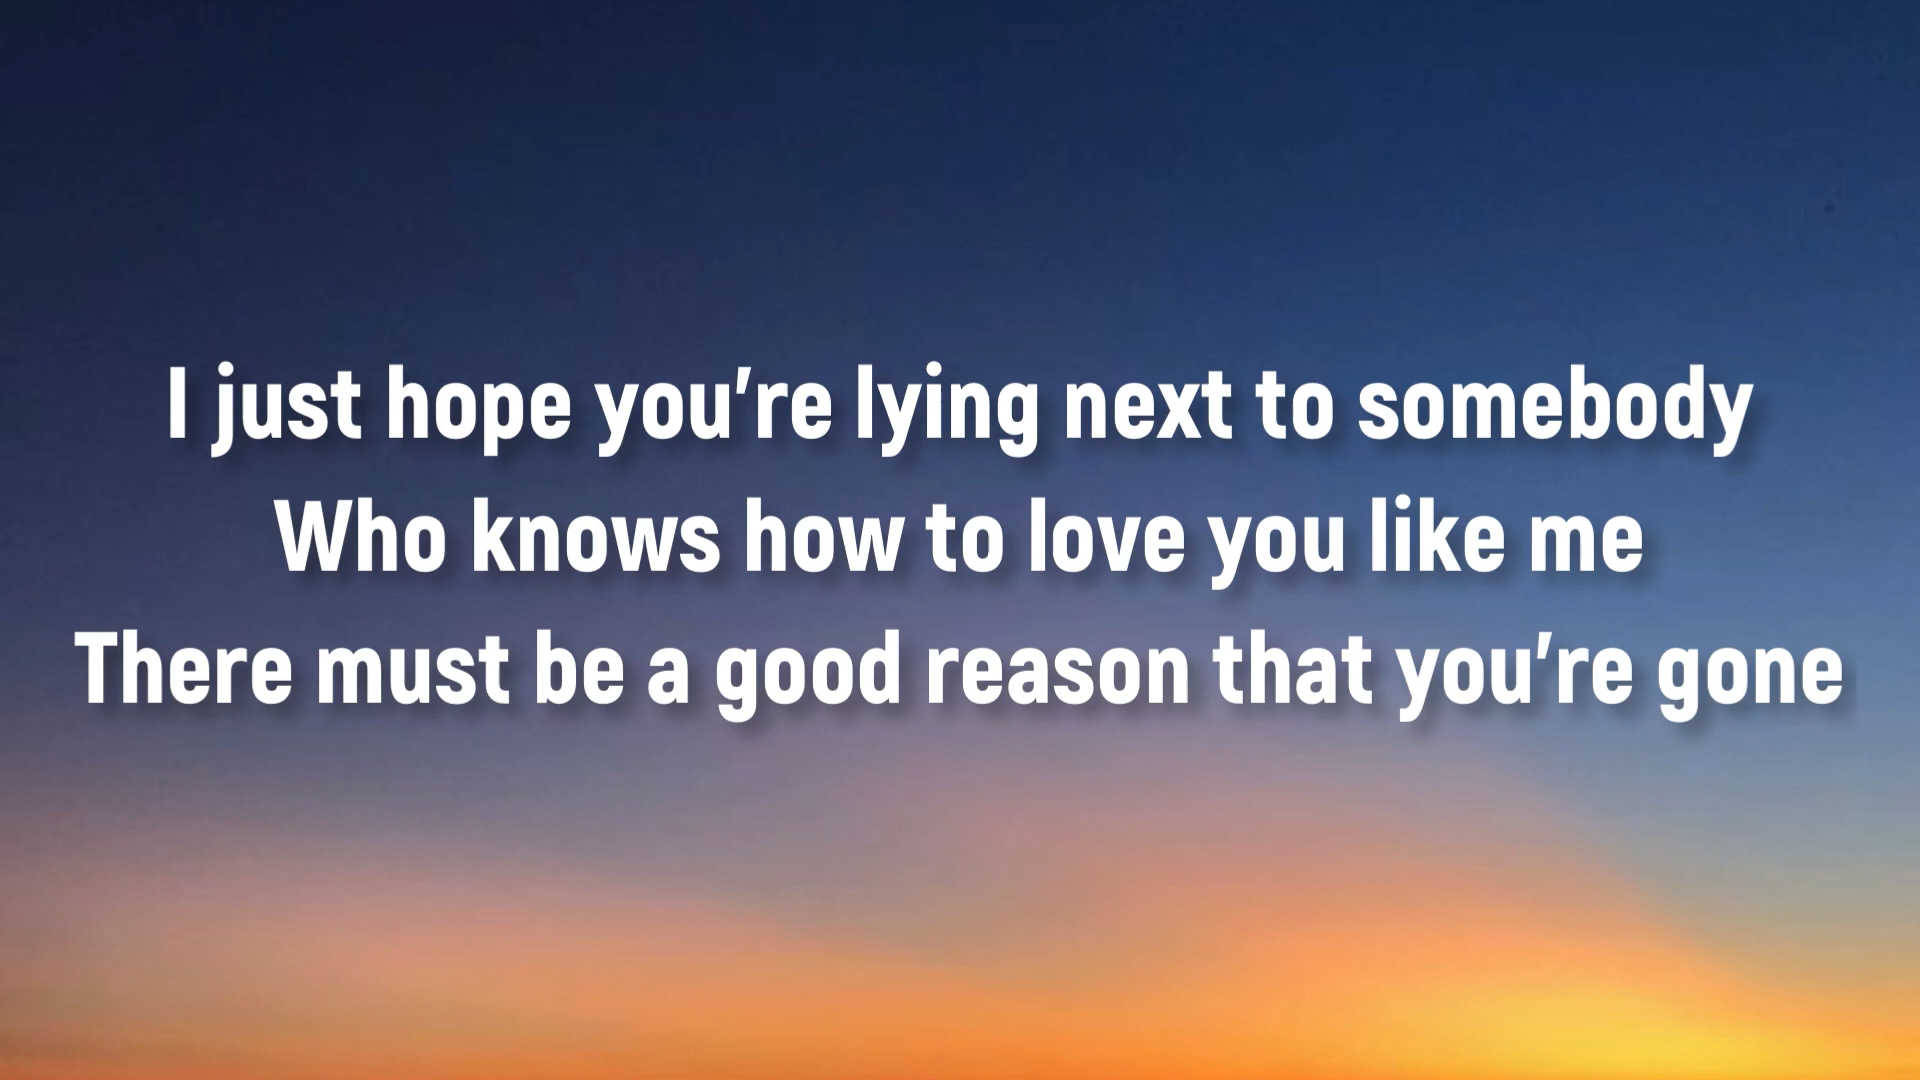 I just hope you’re lying next to somebody
Who knows how to love you like me
There must be a good reason that you’re gone